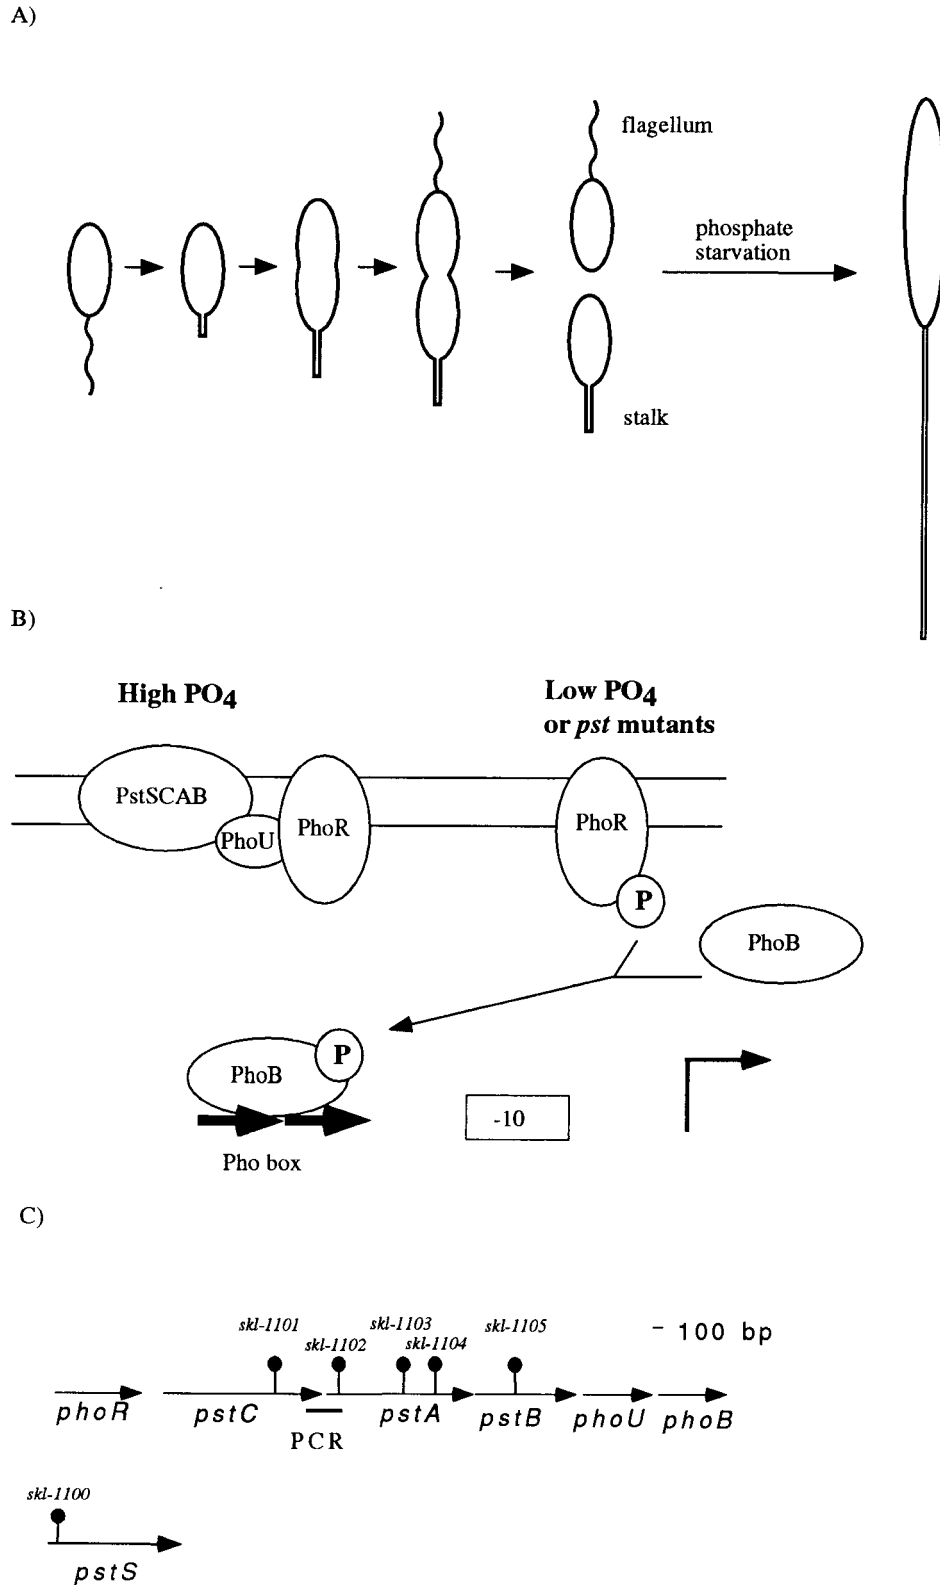 A)
flagellum
phosphate
starvation
stalk
B)
High PO4
Low PO4
or pst mutants
PstSCAB
PhoU
PhoR
PhoR
P
PhoB
P
PhoB
-10
Pho box
C)
skl-1101
skl-1102
skl-1103
skl-1104
skl-1105
100 bp
phoR
pstC
pstA
pstB
phoU
phoB
PCR
skl-1100
pstS